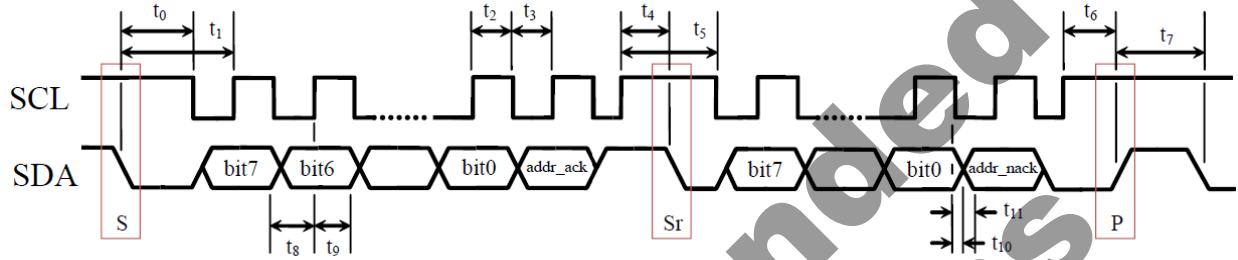 t0 t1 t2 t3 t4 t5 t6 t7
SCL
SDA bit7 bit6 bit0 addr_ack bit7 bit0 addr_nack
S t8 t9 Sr t11 t10 P
nded